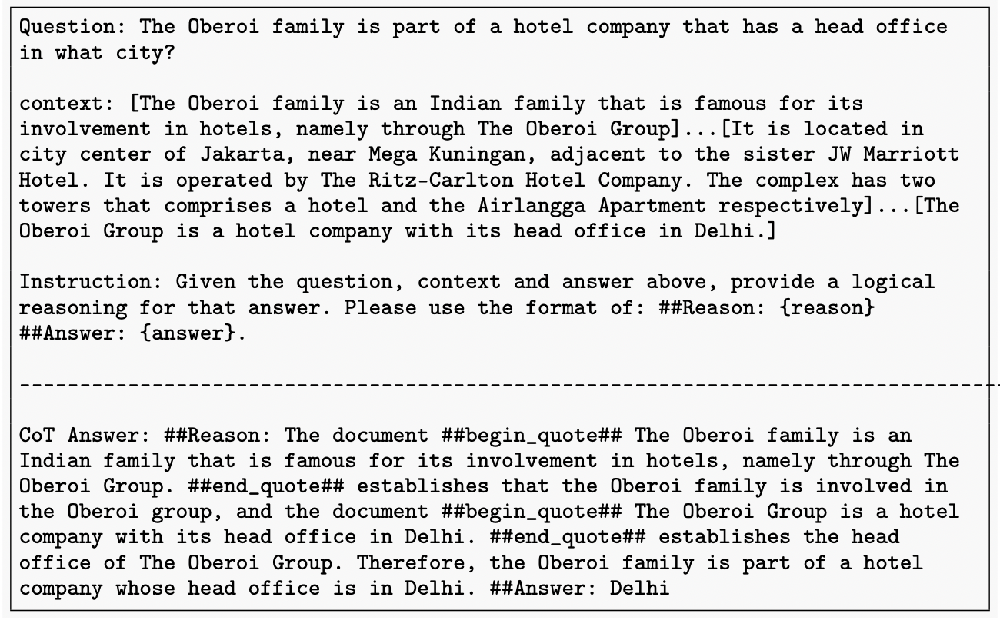 Question: The Oberoi family is part of a hotel company that has a head office
in what city?
context: [The Oberoi family is an Indian family that is famous for its
involvement in hotels, namely through The Oberoi Group]...[It is located in
city center of Jakarta, near Mega Kuningan, adjacent to the sister JW Marriott
Hotel. It is operated by The Ritz-Carlton Hotel Company. The complex has two
towers that comprises a hotel and the Airlangga Apartment respectively]...[The
Oberoi Group is a hotel company with its head office in Delhi.]
Instruction: Given the question, context and answer above, provide a logical
reasoning for that answer. Please use the format of: ##Reason: {reason}
##Answer: {answer}.
--------------------------------------------------------------------------------
CoT Answer: ##Reason: The document ##begin_quote## The Oberoi family is an
Indian family that is famous for its involvement in hotels, namely through The
Oberoi Group. ##end_quote## establishes that the Oberoi family is involved in
the Oberoi group, and the document ##begin_quote## The Oberoi Group is a hotel
company with its head office in Delhi. ##end_quote## establishes the head
office of The Oberoi Group. Therefore, the Oberoi family is part of a hotel
company whose head office is in Delhi. ##Answer: Delhi